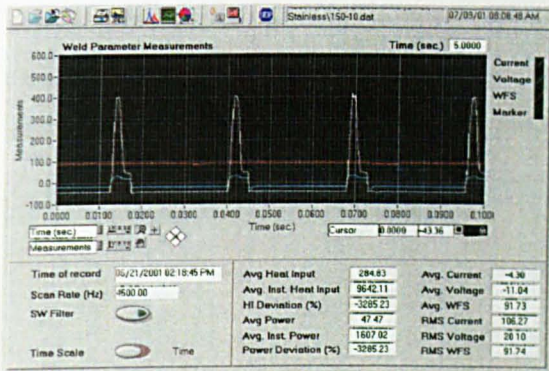 Stainless\150-10.dat
07/09/01 08:08:48 AM
Weld Parameter Measurements
Time (sec.) 5.0000
Current
Voltage
WFS
Marker
Measurements
600.0
500.0
400.0
300.0
200.0
100.0
0.0
-100.0
0.0000 0.0100 0.0200 0.0300 0.0400 0.0500 0.0600 0.0700 0.0800 0.0900 0.1000
Time (sec.)
Time (sec.)
Measurements
Cursor 0.0000 -43.36
Time of record 06/21/2001 02:18:45 PM
Scan Rate (Hz) 4500.00
SW Filter
Time Scale Time
Avg Heat Input 284.83
Avg. Inst. Heat Input 9642.11
HI Deviation (%) -3285.23
Avg Power 47.47
Avg. Inst. Power 1607.02
Power Deviation (%) -3285.23
Avg. Current -4.30
Avg. Voltage -11.04
Avg. WFS 91.73
RMS Current 106.27
RMS Voltage 20.10
RMS WFS 91.74